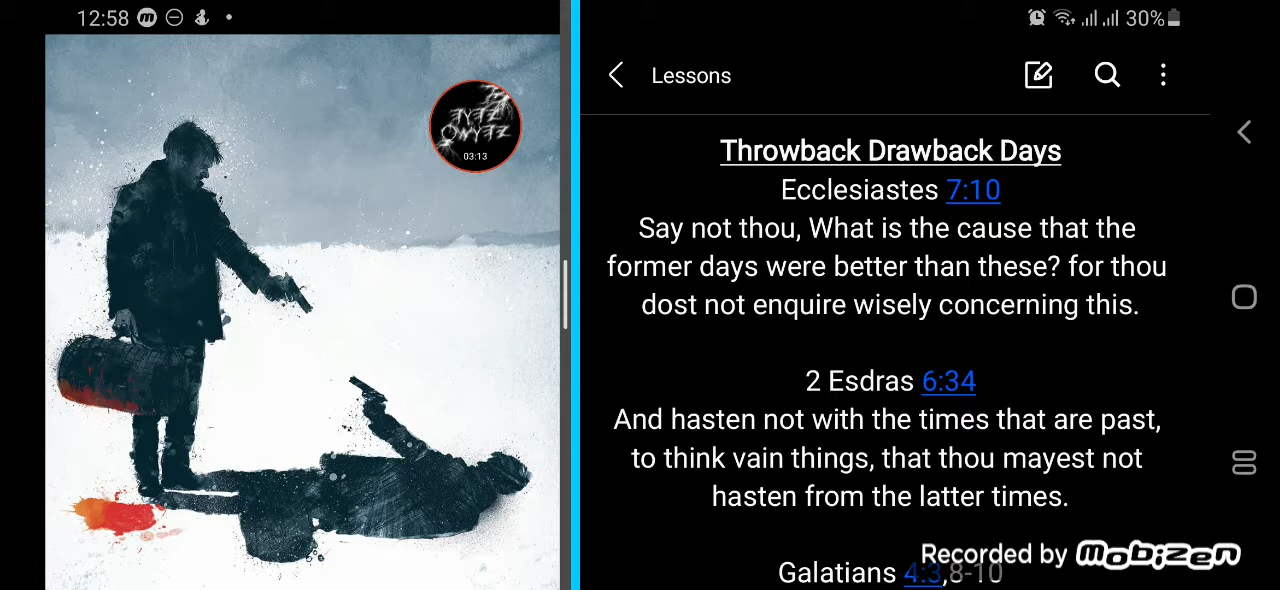 12:58
30%
03:13
Lessons
Throwback Drawback Days
Ecclesiastes 7:10
Say not thou, What is the cause that the
former days were better than these? for thou
dost not enquire wisely concerning this.
2 Esdras 6:34
And hasten not with the times that are past,
to think vain things, that thou mayest not
hasten from the latter times.
Recorded by mobizen
Galatians 4:3,8-10